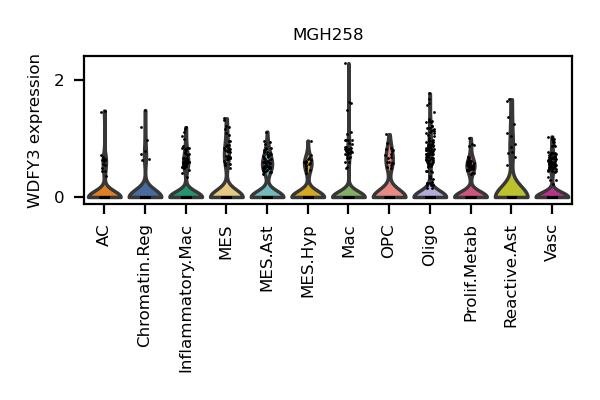 MGH258
WDFY3 expression
2
0
AC
Chromatin.Reg
Inflammatory.Mac
MES
MES.Ast
MES.Hyp
Mac
OPC
Oligo
Prolif.Metab
Reactive.Ast
Vasc